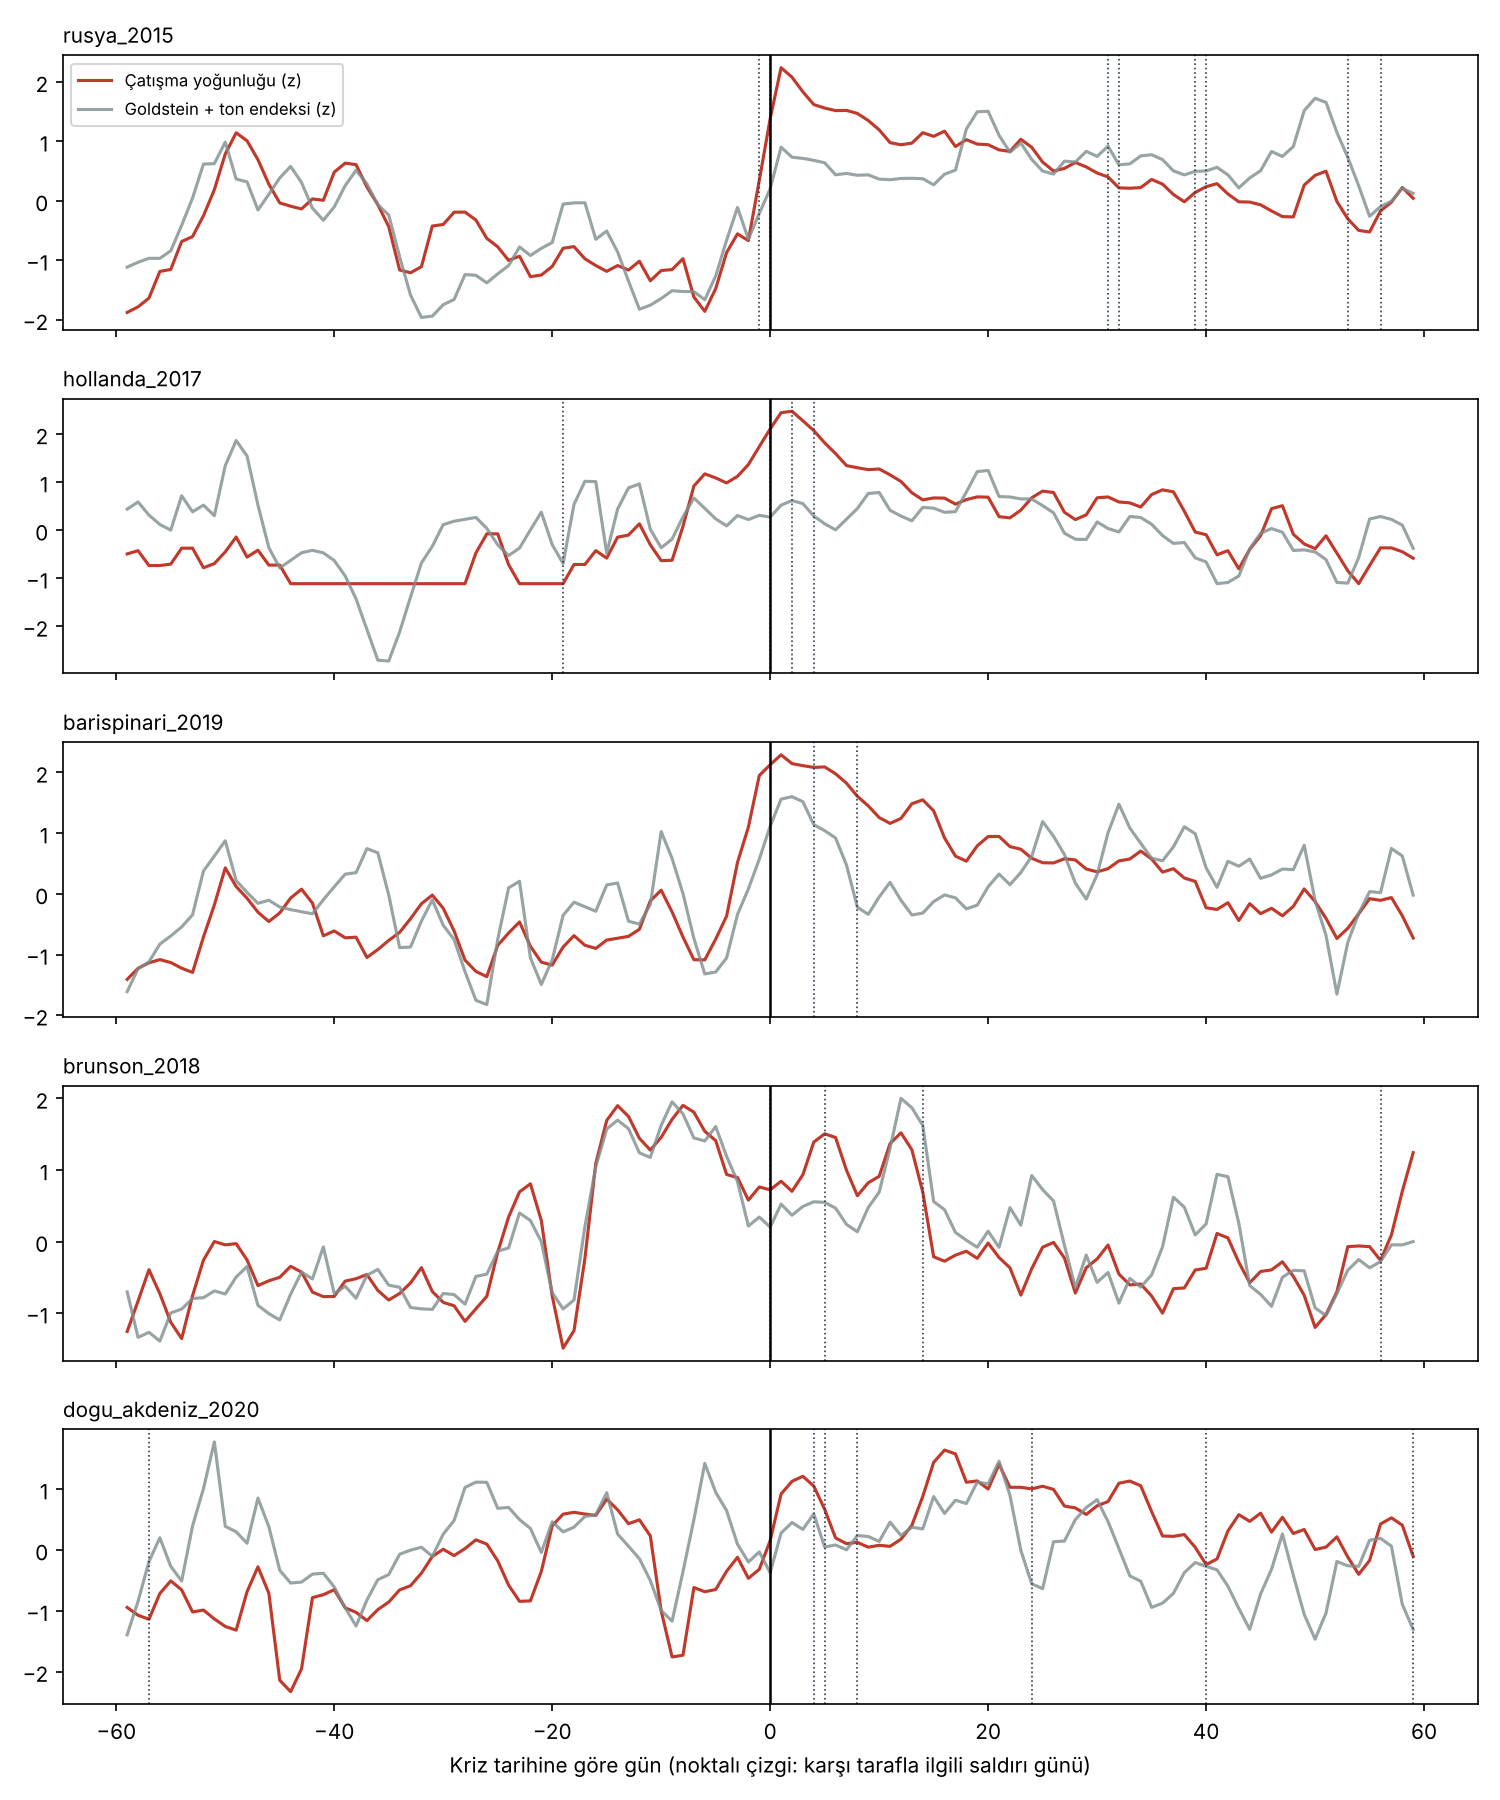 rusya_2015
Çatışma yoğunluğu (z)
Goldstein + ton endeksi (z)
2
1
0
−1
−2
hollanda_2017
2
1
0
−1
−2
barispinari_2019
2
1
0
−1
−2
brunson_2018
2
1
0
−1
dogu_akdeniz_2020
1
0
−1
−2
−60 −40 −20 0 20 40 60
Kriz tarihine göre gün (noktalı çizgi: karşı tarafla ilgili saldırı günü)